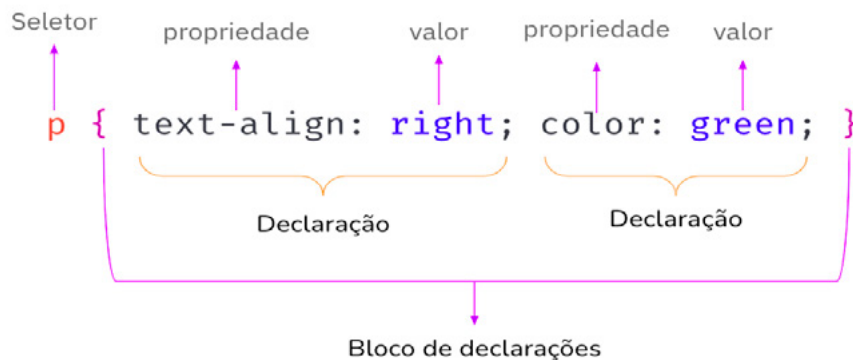 Seletor
propriedade valor propriedade valor
p { text-align: right; color: green; }
Declaração Declaração
Bloco de declarações